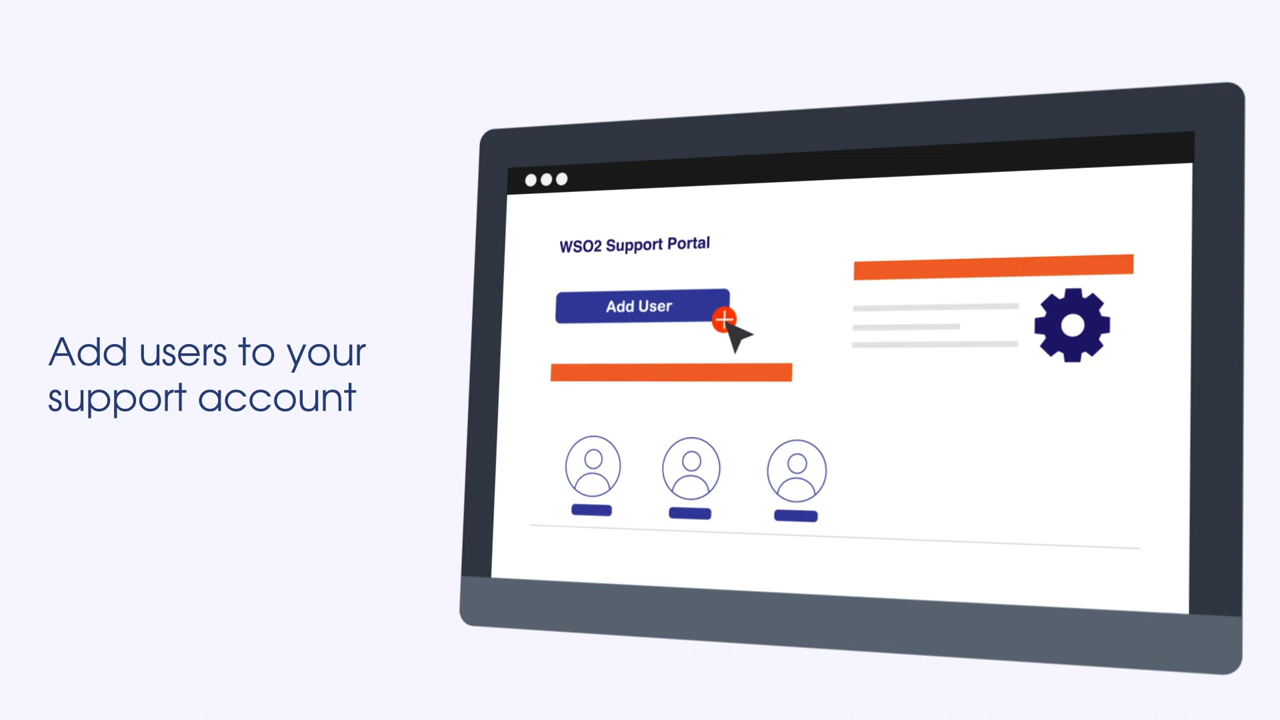 Add users to your
support account
WSO2 Support Portal
Add User